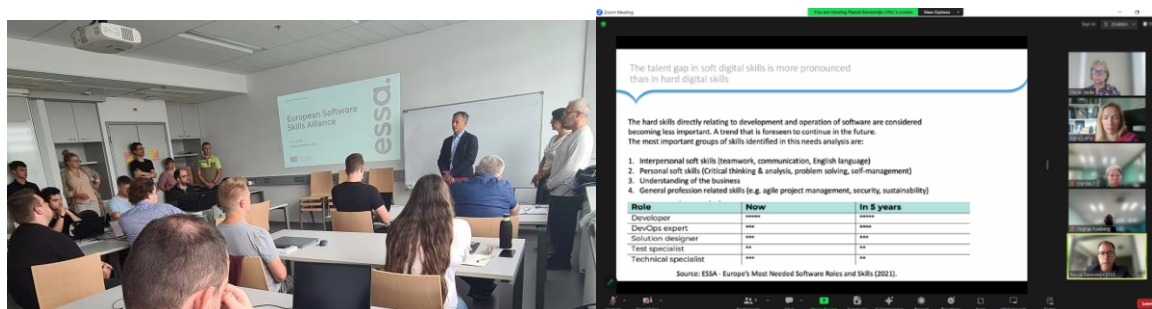 European Software
Skills Alliance
essa.
Zoom Meeting
You are viewing
View Options
Sign in
The talent gap in soft digital skills is more pronounced
than in hard digital skills
The hard skills directly relating to development and operation of software are considered
becoming less important. A trend that is foreseen to continue in the future.
The most important groups of skills identified in this needs analysis are:
1. Interpersonal soft skills (teamwork, communication, English language)
2. Personal soft skills (Critical thinking & analysis, problem solving, self-management)
3. Understanding of the business
4. General profession related skills (e.g. agile project management, security, sustainability)
Role Now In 5 years
Developer ***** *****
DevOps expert *** ****
Solution designer *** ***
Test specialist ** **
Technical specialist *** **
Source: ESSA - Europe's Most Needed Software Roles and Skills (2021).